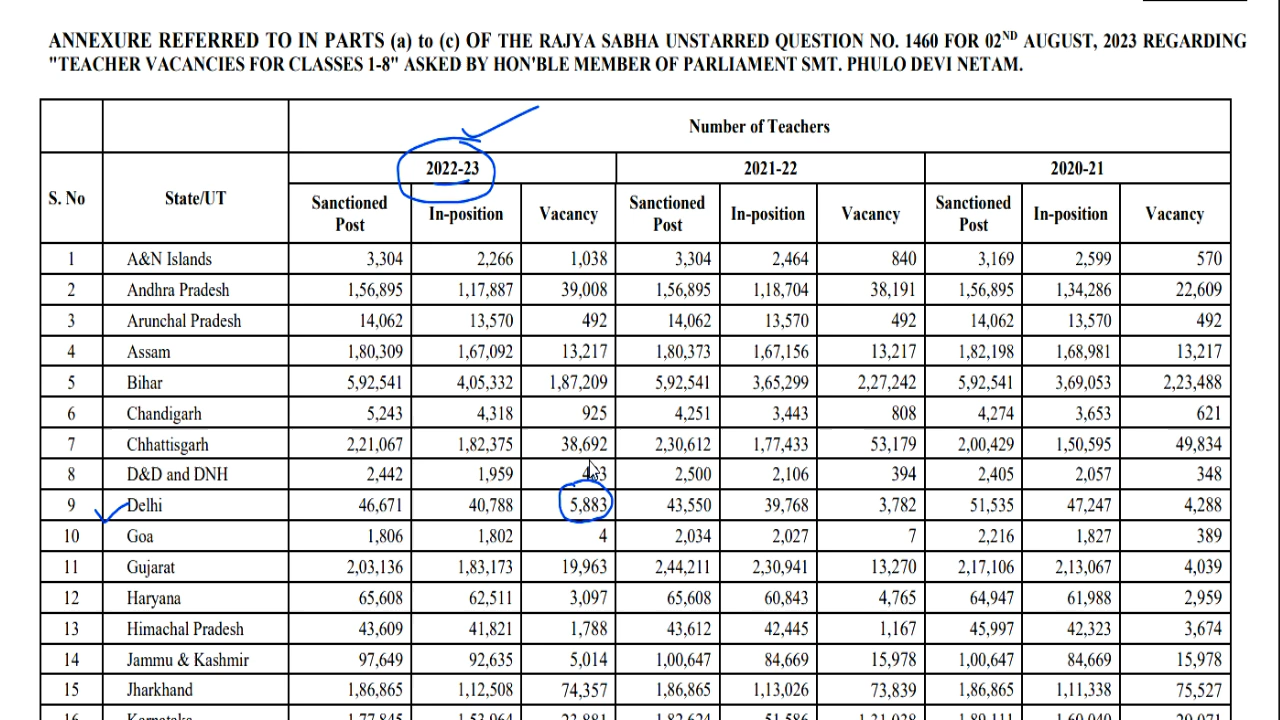 ANNEXURE REFERRED TO IN PARTS (a) to (c) OF THE RAJYA SABHA UNSTARRED QUESTION NO. 1460 FOR 02ND AUGUST, 2023 REGARDING
"TEACHER VACANCIES FOR CLASSES 1-8" ASKED BY HON'BLE MEMBER OF PARLIAMENT SMT. PHULO DEVI NETAM.
Number of Teachers
S. No State/UT 2022-23 2021-22 2020-21
Sanctioned Post In-position Vacancy Sanctioned Post In-position Vacancy Sanctioned Post In-position Vacancy
1 A&N Islands 3,304 2,266 1,038 3,304 2,464 840 3,169 2,599 570
2 Andhra Pradesh 1,56,895 1,17,887 39,008 1,56,895 1,18,704 38,191 1,56,895 1,34,286 22,609
3 Arunchal Pradesh 14,062 13,570 492 14,062 13,570 492 14,062 13,570 492
4 Assam 1,80,309 1,67,092 13,217 1,80,373 1,67,156 13,217 1,82,198 1,68,981 13,217
5 Bihar 5,92,541 4,05,332 1,87,209 5,92,541 3,65,299 2,27,242 5,92,541 3,69,053 2,23,488
6 Chandigarh 5,243 4,318 925 4,251 3,443 808 4,274 3,653 621
7 Chhattisgarh 2,21,067 1,82,375 38,692 2,30,612 1,77,433 53,179 2,00,429 1,50,595 49,834
8 D&D and DNH 2,442 1,959 2,500 2,106 394 2,405 2,057 348
9 Delhi 46,671 40,788 5,883 43,550 39,768 3,782 51,535 47,247 4,288
10 Goa 1,806 1,802 4 2,034 2,027 7 2,216 1,827 389
11 Gujarat 2,03,136 1,83,173 19,963 2,44,211 2,30,941 13,270 2,17,106 2,13,067 4,039
12 Haryana 65,608 62,511 3,097 65,608 60,843 4,765 64,947 61,988 2,959
13 Himachal Pradesh 43,609 41,821 1,788 43,612 42,445 1,167 45,997 42,323 3,674
14 Jammu & Kashmir 97,649 92,635 5,014 1,00,647 84,669 15,978 1,00,647 84,669 15,978
15 Jharkhand 1,86,865 1,12,508 74,357 1,86,865 1,13,026 73,839 1,86,865 1,11,338 75,527